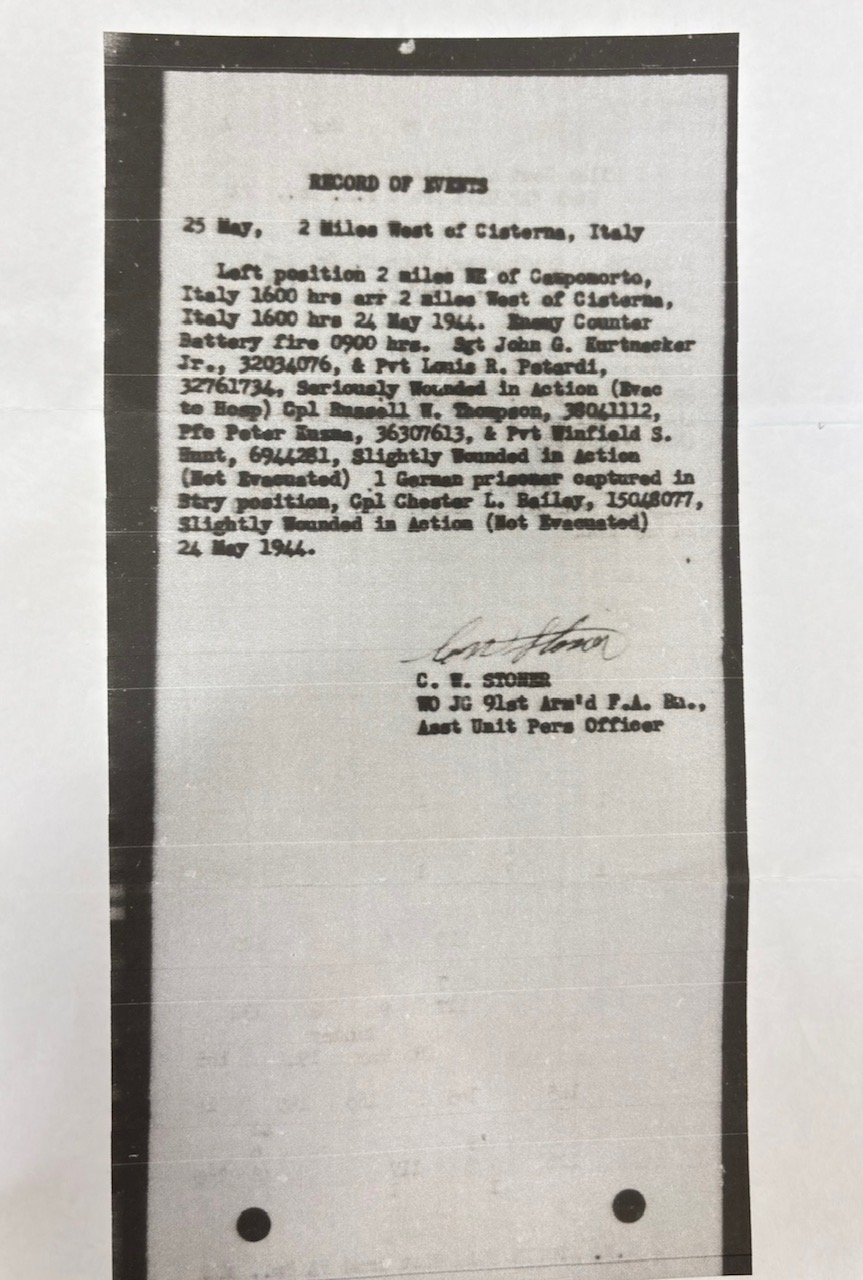 RECORD OF EVENTS
25 May, 2 Miles West of Cisterna, Italy
Left position 2 miles NE of Campomorto,
Italy 1600 hrs arr 2 miles West of Cisterna,
Italy 1600 hrs 24 May 1944. Enemy Counter
Battery fire 0900 hrs. Sgt John G. Kurtnacker
Jr., 32034076, & Pvt Louis R. Petardi,
32761734, Seriously Wounded in Action (Evac
to Hosp) Cpl Russell W. Thompson, 38041112,
Pfc Peter Kuzma, 36307613, & Pvt Winfield S.
Hunt, 6944281, Slightly Wounded in Action
(Not Evacuated) 1 German prisoner captured in
Btry position, Cpl Chester L. Bailey, 15048077,
Slightly Wounded in Action (Not Evacuated)
24 May 1944.
CW Stoner
C. W. STONER
WO JG 91st Arm'd F.A. Bn.,
Asst Unit Pers Officer